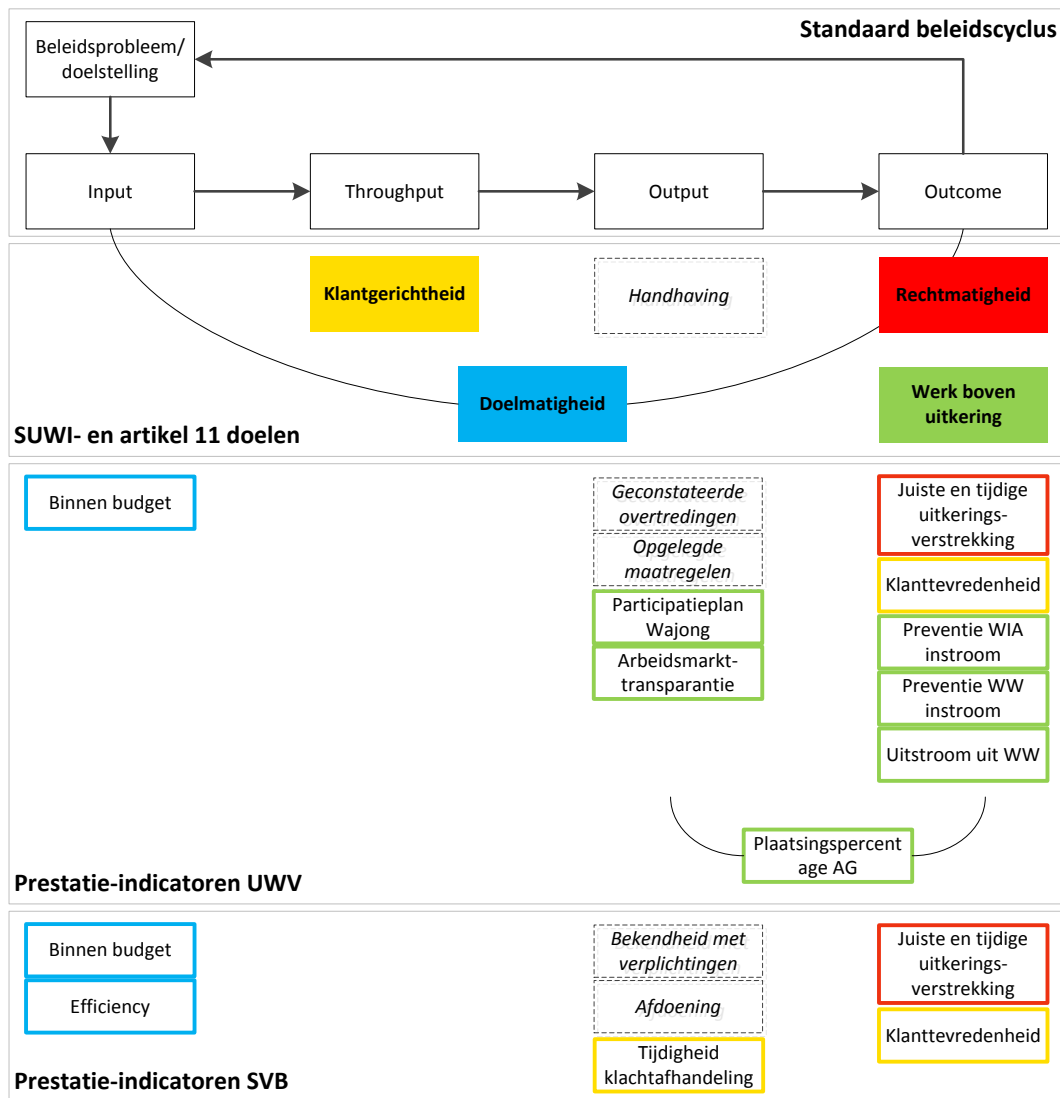 Standaard beleidscyclus
Beleidsprobleem/
doelstelling
Input
Throughput
Output
Outcome
Klantgerichtheid
Handhaving
Rechtmatigheid
Doelmatigheid
Werk boven
uitkering
SUWI- en artikel 11 doelen
Binnen budget
Geconstateerde
overtredingen
Opgelegde
maatregelen
Participatieplan
Wajong
Arbeidsmarkt-
transparantie
Juiste en tijdige
uitkerings-
verstrekking
Klanttevredenheid
Preventie WIA
instroom
Preventie WW
instroom
Uitstroom uit WW
Plaatsingspercent
age AG
Prestatie-indicatoren UWV
Binnen budget
Efficiency
Bekendheid met
verplichtingen
Afdoening
Tijdigheid
klachtafhandeling
Juiste en tijdige
uitkerings-
verstrekking
Klanttevredenheid
Prestatie-indicatoren SVB